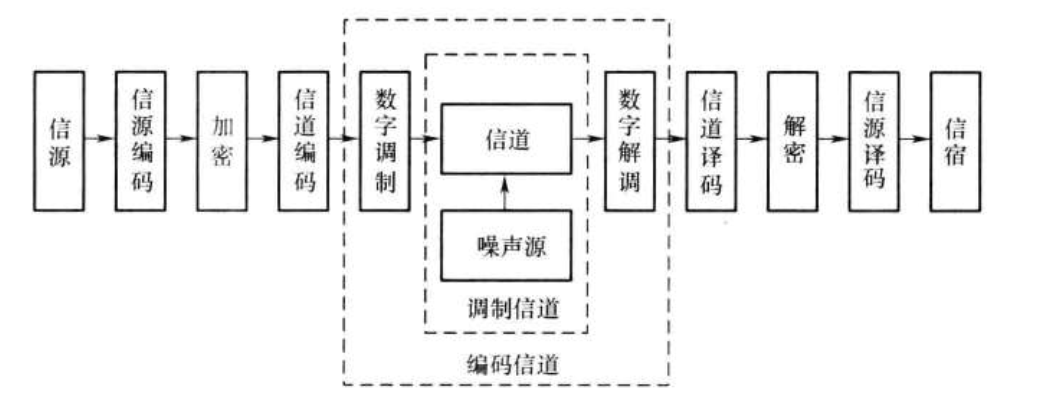 信源
信源编码
加密
信道编码
数字调制
信道
噪声源
调制信道
编码信道
数字解调
信道译码
解密
信源译码
信宿